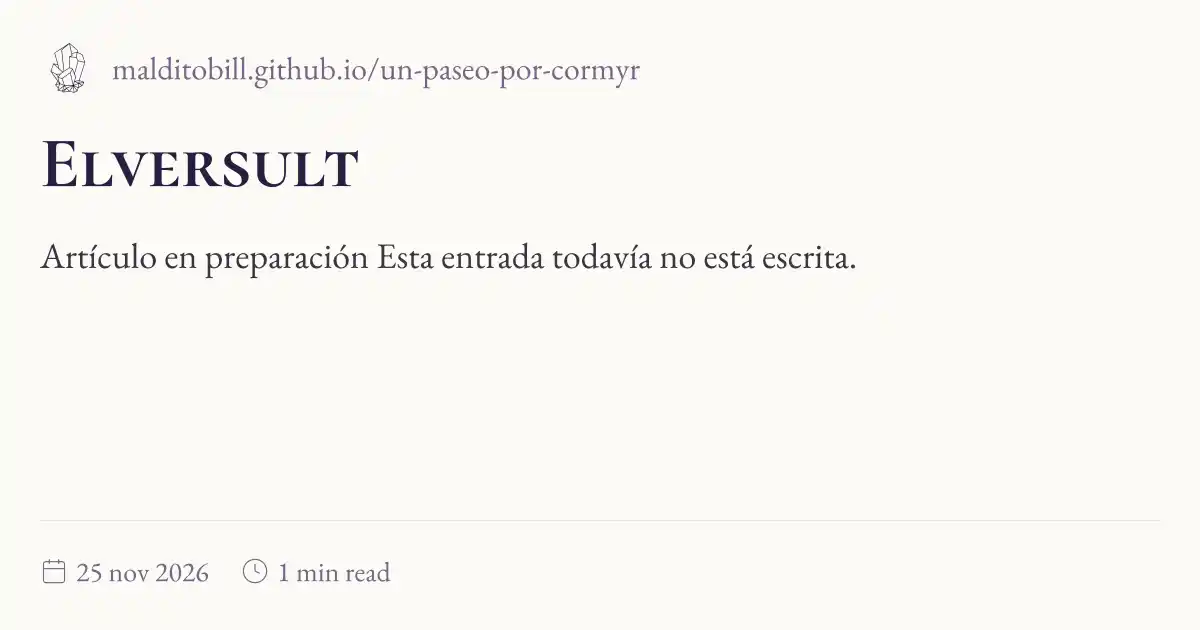 malditobill.github.io/un-paseo-por-cormyr
Elversult
Artículo en preparación Esta entrada todavía no está escrita.
25 nov 2026 1 min read